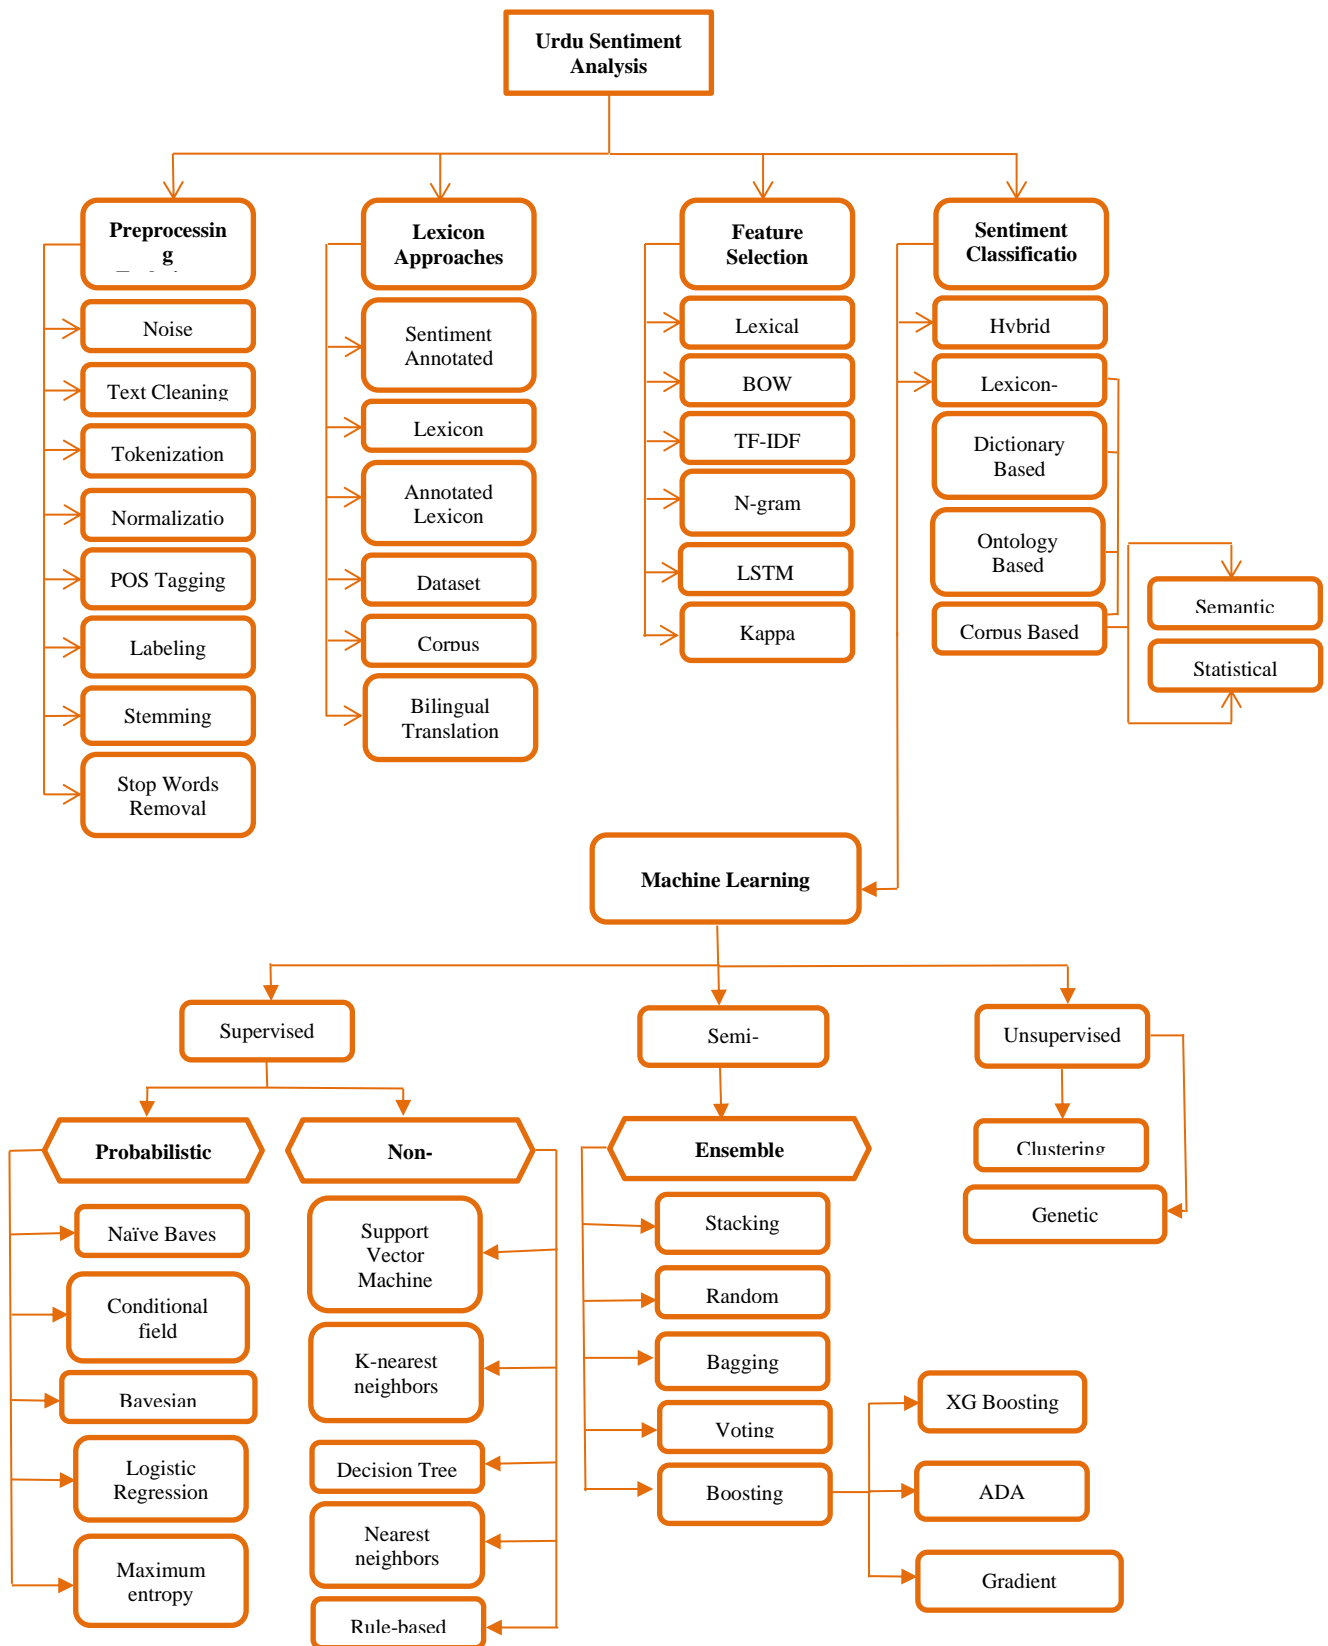 Urdu Sentiment
Analysis
Preprocessin
g
Lexicon
Approaches
Feature
Selection
Sentiment
Classificatio
Noise
Text Cleaning
Tokenization
Normalizatio
POS Tagging
Labeling
Stemming
Stop Words
Removal
Sentiment
Annotated
Lexicon
Annotated
Lexicon
Dataset
Corpus
Bilingual
Translation
Lexical
BOW
TF-IDF
N-gram
LSTM
Kappa
Hybrid
Lexicon-
Dictionary
Based
Ontology
Based
Corpus Based
Semantic
Statistical
Machine Learning
Supervised
Semi-
Unsupervised
Probabilistic
Non-
Ensemble
Clustering
Genetic
Naïve Bayes
Conditional
field
Bayesian
Logistic
Regression
Maximum
entropy
Support
Vector
Machine
K-nearest
neighbors
Decision Tree
Nearest
neighbors
Rule-based
Stacking
Random
Bagging
Voting
Boosting
XG Boosting
ADA
Gradient